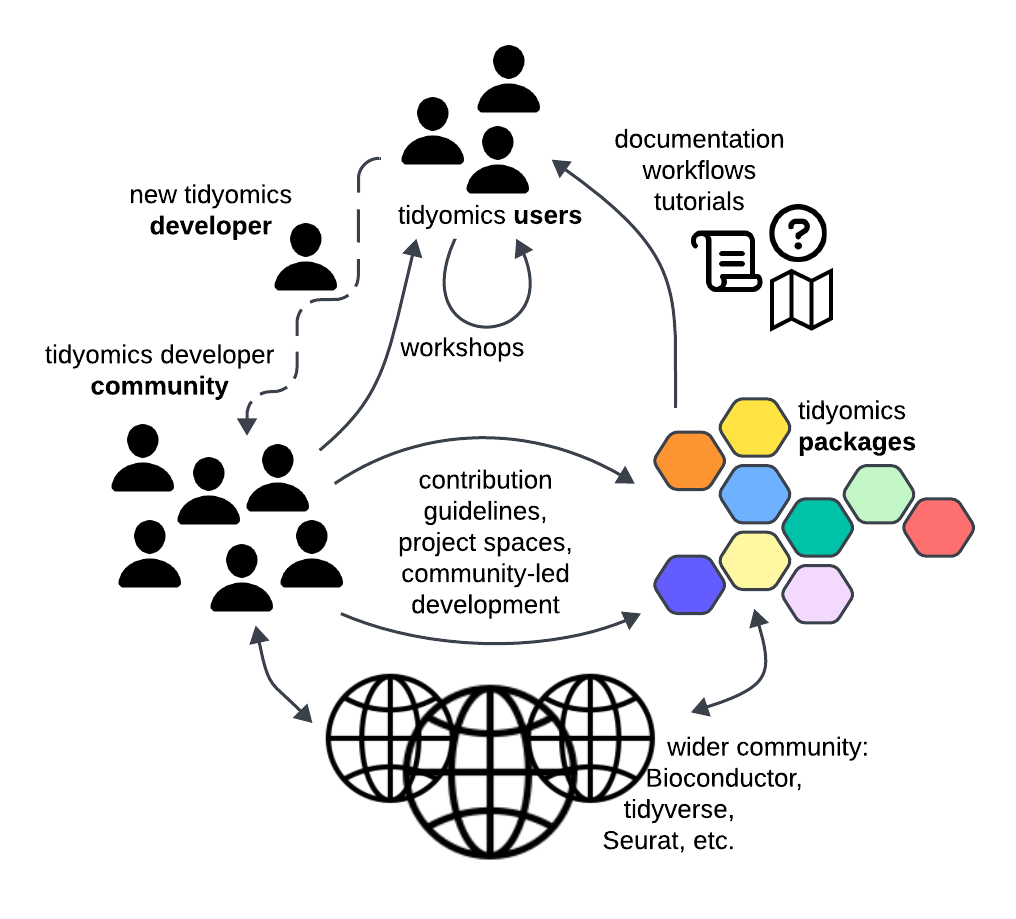 documentation
workflows
tutorials
new tidyomics
developer
tidyomics users
?
workshops
tidyomics developer
community
tidyomics
packages
contribution
guidelines,
project spaces,
community-led
development
wider community:
Bioconductor,
tidyverse,
Seurat, etc.